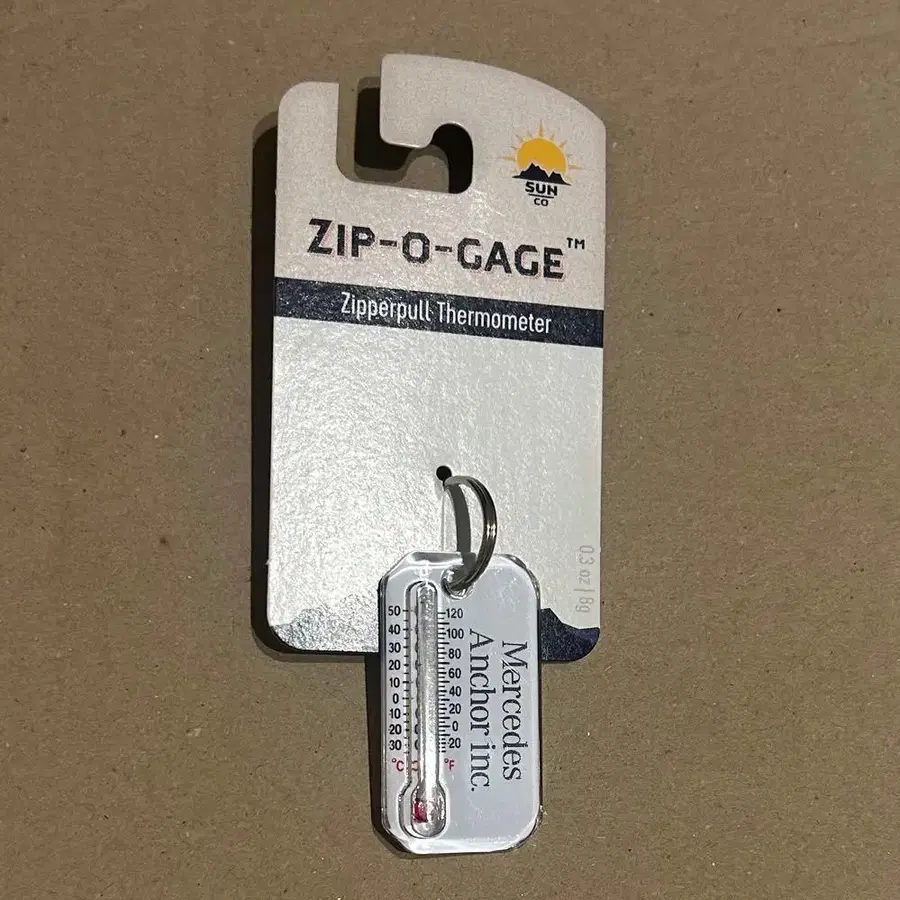 SUN
CO
ZIP-O-GAGE™
Zipperpull Thermometer
0.3 oz | 8g
50
40
30
20
10
0
10
20
30
°C
120
100
80
60
40
20
0
20
°F
Mercedes
Anchor inc.